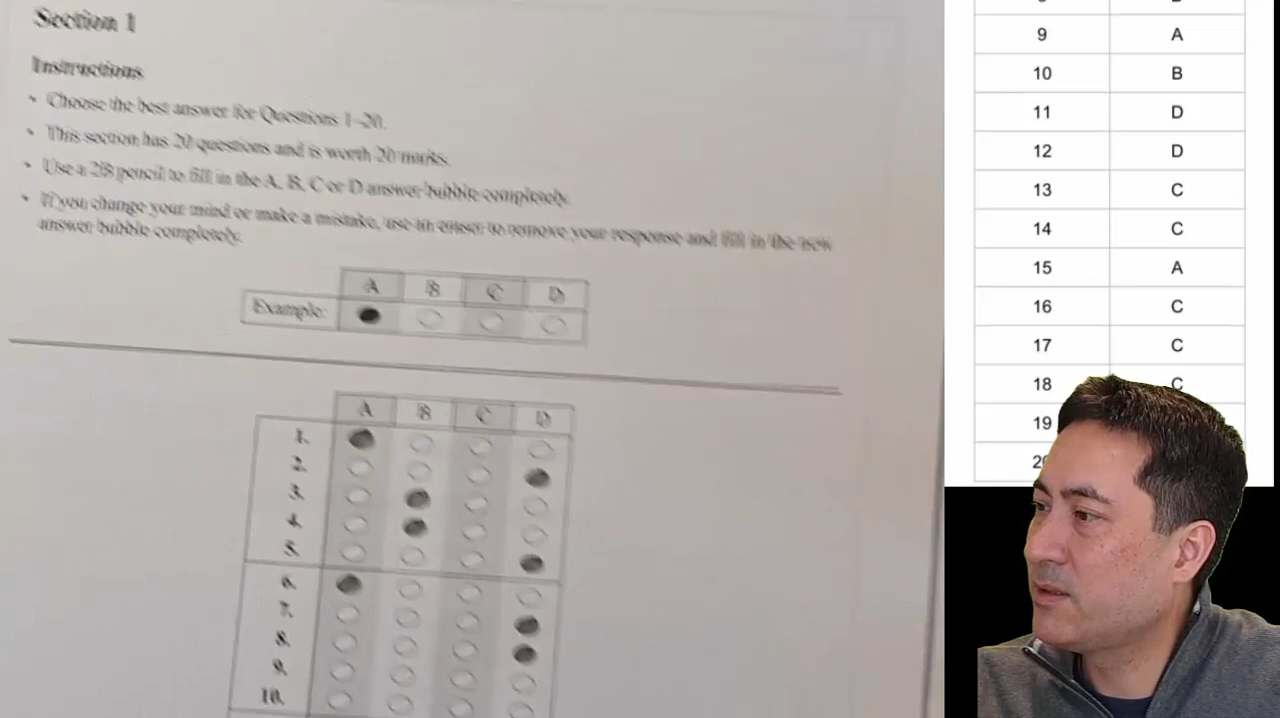 Section 1
Instructions
• Choose the best answer for Questions 1–20.
• This section has 20 questions and is worth 20 marks.
• Use a 2B pencil to fill in the A, B, C or D answer bubble completely.
• If you change your mind or make a mistake, use an eraser to remove your response and fill in the new
answer bubble completely.
A B C D
Example:
A B C D
1.
2.
3.
4.
5.
6.
7.
8.
9.
10.
9 A
10 B
11 D
12 D
13 C
14 C
15 A
16 C
17 C
18 C
19